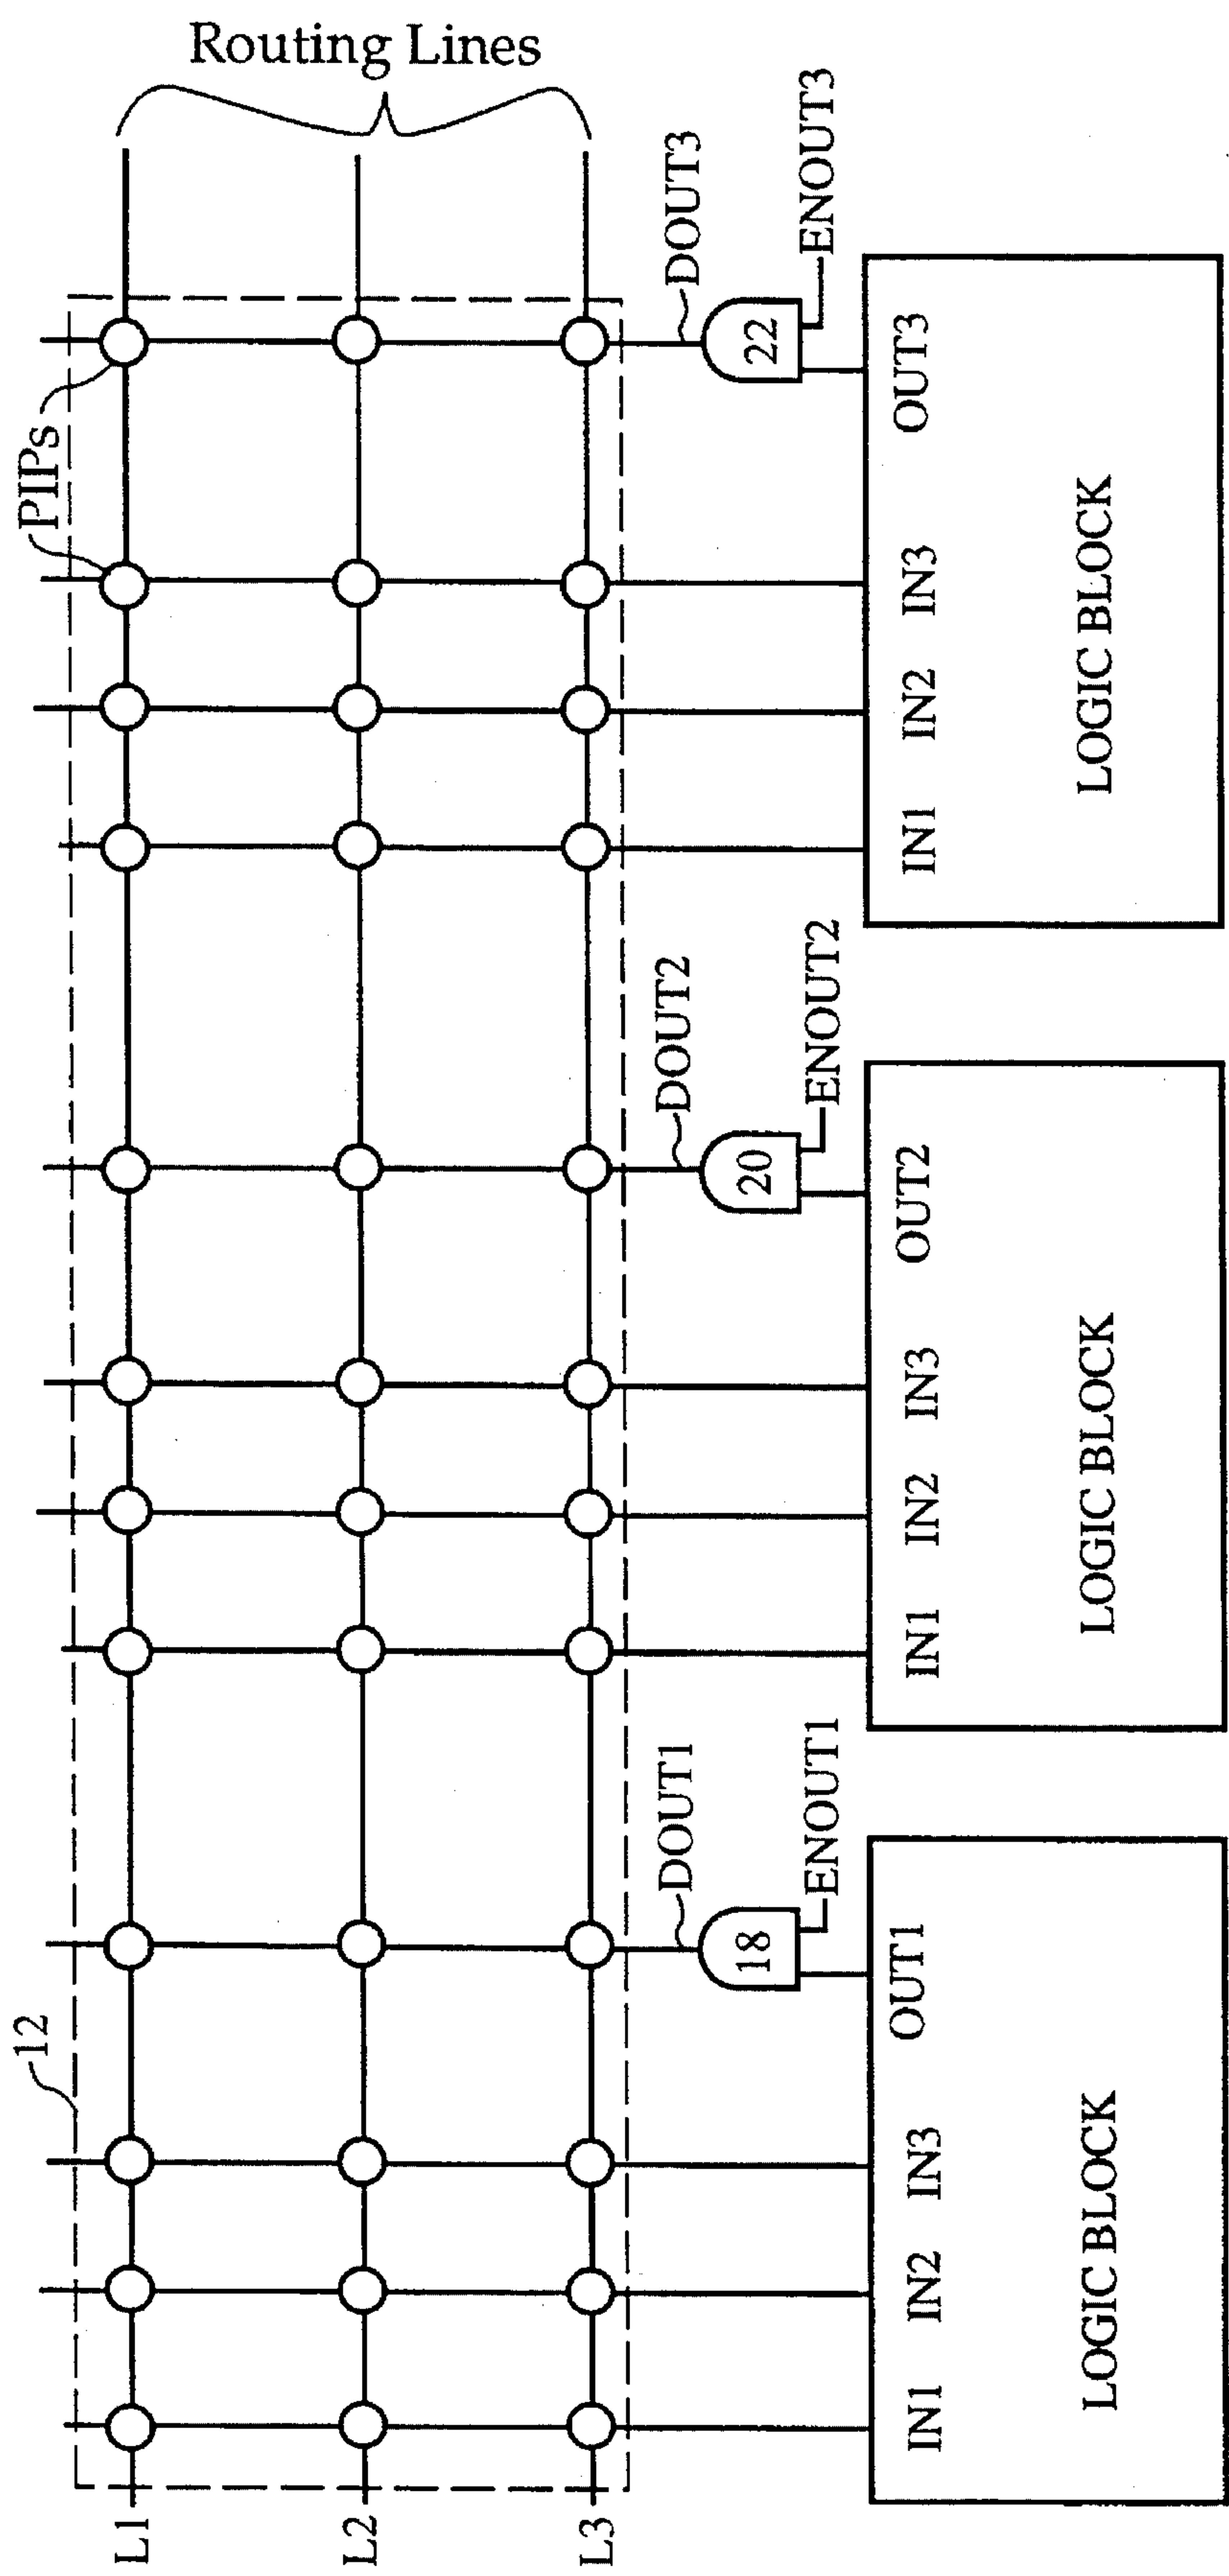 Routing Lines
PIPs
12
L1
L2
L3
DOUT1
DOUT2
DOUT3
18
ENOUT1
20
ENOUT2
22
ENOUT3
IN1 IN2 IN3 OUT1
LOGIC BLOCK
IN1 IN2 IN3 OUT2
LOGIC BLOCK
IN1 IN2 IN3 OUT3
LOGIC BLOCK